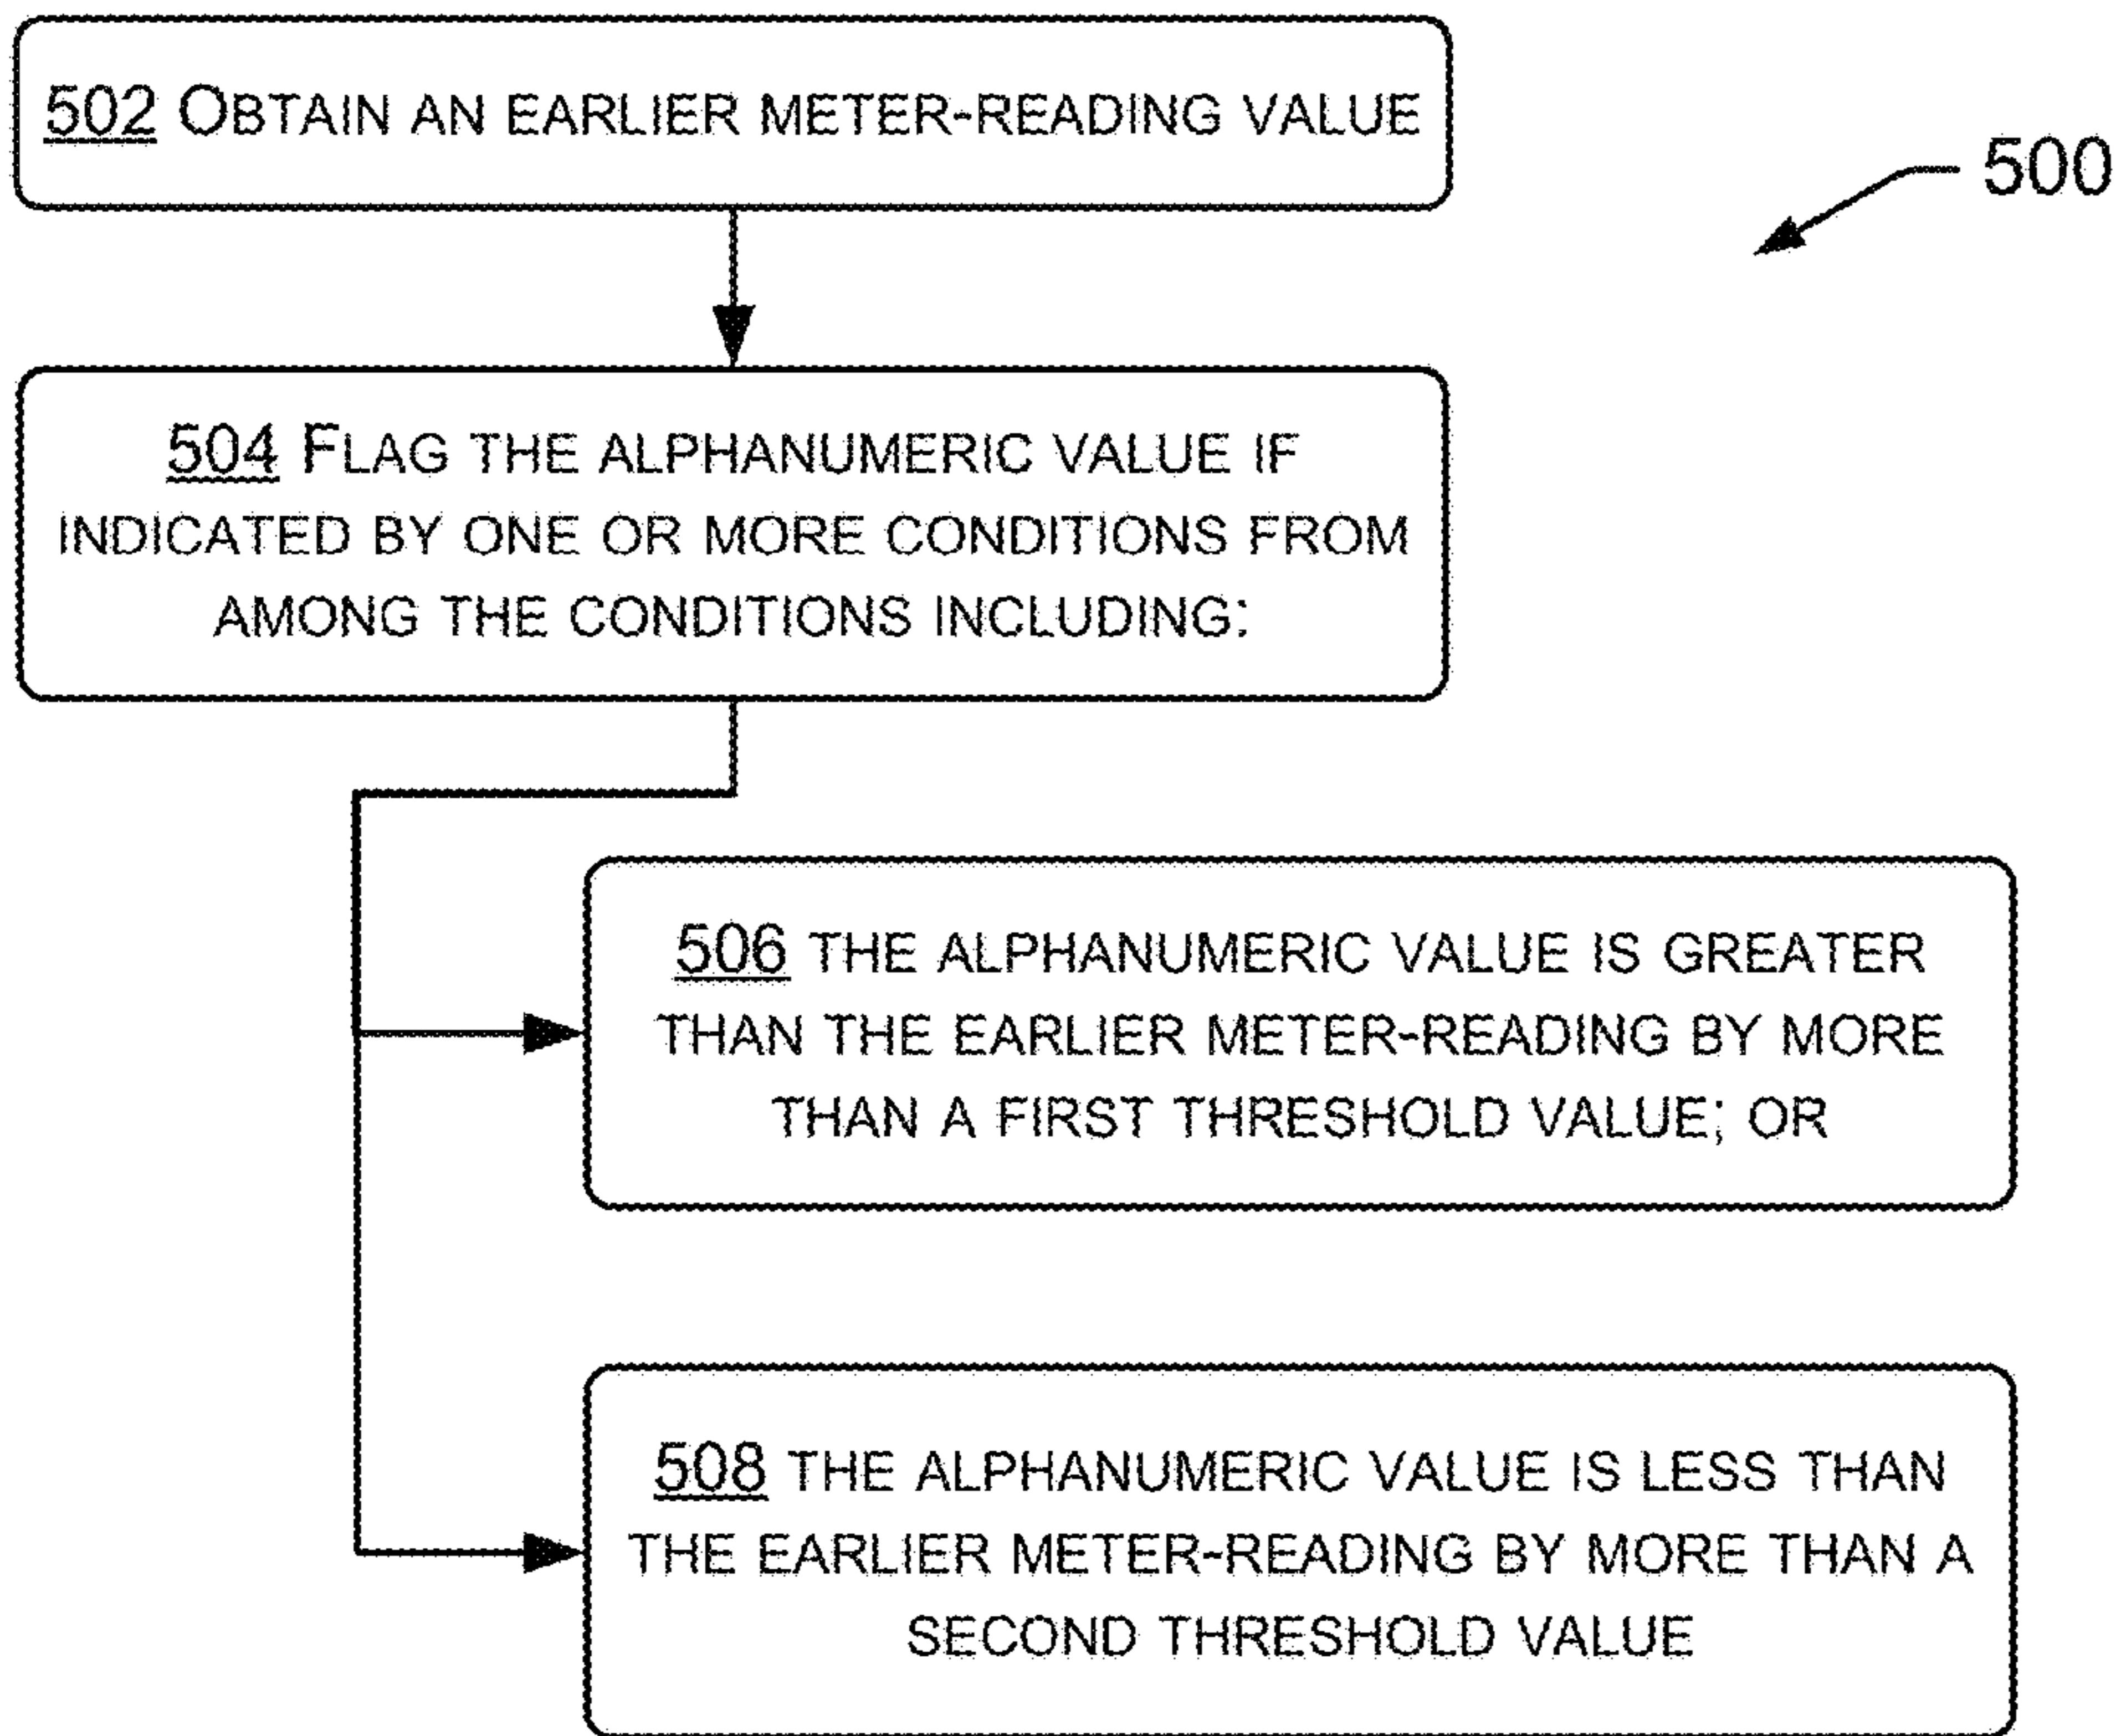 502 OBTAIN AN EARLIER METER-READING VALUE
500
504 FLAG THE ALPHANUMERIC VALUE IF
INDICATED BY ONE OR MORE CONDITIONS FROM
AMONG THE CONDITIONS INCLUDING:
506 THE ALPHANUMERIC VALUE IS GREATER
THAN THE EARLIER METER-READING BY MORE
THAN A FIRST THRESHOLD VALUE; OR
508 THE ALPHANUMERIC VALUE IS LESS THAN
THE EARLIER METER-READING BY MORE THAN A
SECOND THRESHOLD VALUE